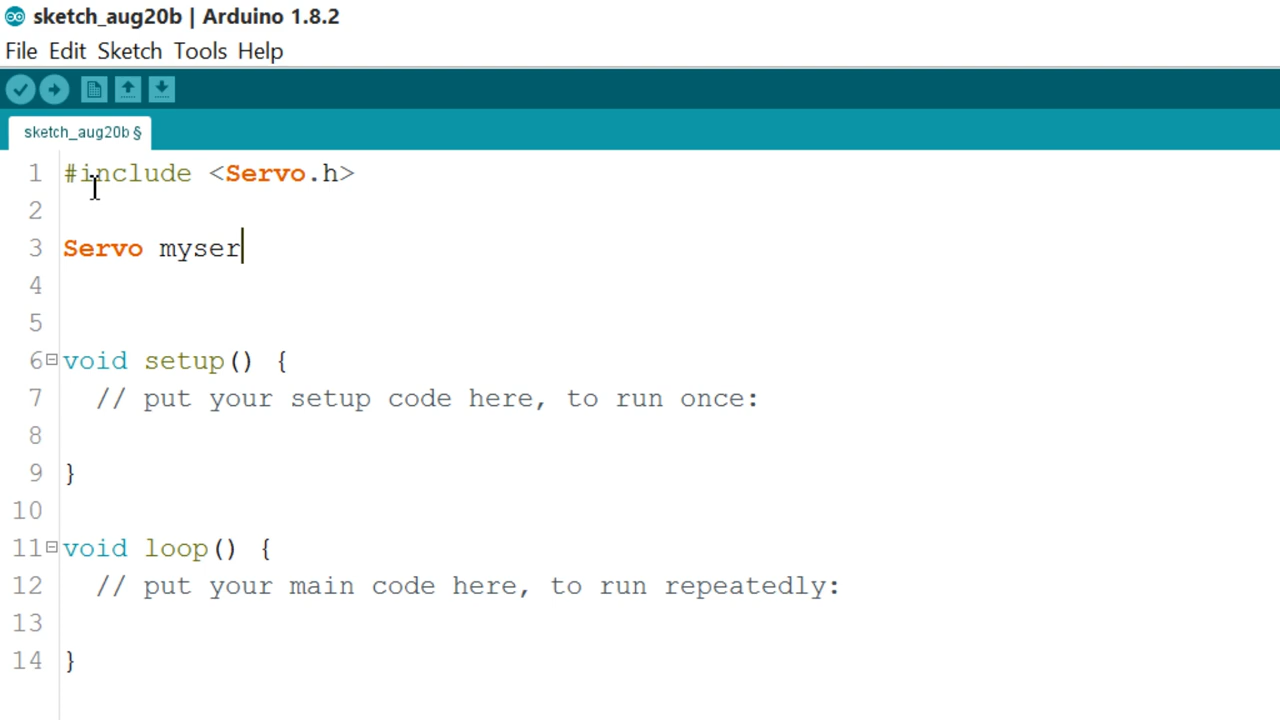 sketch_aug20b | Arduino 1.8.2
File Edit Sketch Tools Help
sketch_aug20b §
1 #include <Servo.h>
2
3 Servo myser
4
5
6 void setup() {
7 // put your setup code here, to run once:
8
9 }
10
11 void loop() {
12 // put your main code here, to run repeatedly:
13
14 }